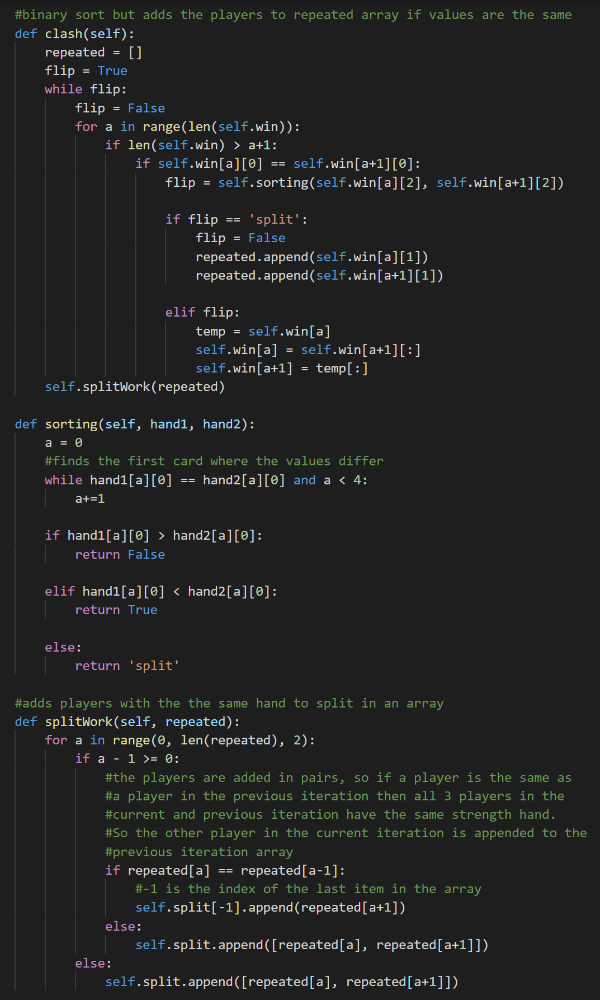 #binary sort but adds the players to repeated array if values are the same
def clash(self):
    repeated = []
    flip = True
    while flip:
        flip = False
        for a in range(len(self.win)):
            if len(self.win) > a+1:
                if self.win[a][0] == self.win[a+1][0]:
                    flip = self.sorting(self.win[a][2], self.win[a+1][2])

                    if flip == 'split':
                        flip = False
                        repeated.append(self.win[a][1])
                        repeated.append(self.win[a+1][1])

                    elif flip:
                        temp = self.win[a]
                        self.win[a] = self.win[a+1][:]
                        self.win[a+1] = temp[:]
    self.splitWork(repeated)

def sorting(self, hand1, hand2):
    a = 0
    #finds the first card where the values differ
    while hand1[a][0] == hand2[a][0] and a < 4:
        a+=1

    if hand1[a][0] > hand2[a][0]:
        return False

    elif hand1[a][0] < hand2[a][0]:
        return True

    else:
        return 'split'

#adds players with the the same hand to split in an array
def splitWork(self, repeated):
    for a in range(0, len(repeated), 2):
        if a - 1 >= 0:
            #the players are added in pairs, so if a player is the same as
            #a player in the previous iteration then all 3 players in the
            #current and previous iteration have the same strength hand.
            #So the other player in the current iteration is appended to the
            #previous iteration array
            if repeated[a] == repeated[a-1]:
                #-1 is the index of the last item in the array
                self.split[-1].append(repeated[a+1])
            else:
                self.split.append([repeated[a], repeated[a+1]])
        else:
            self.split.append([repeated[a], repeated[a+1]])